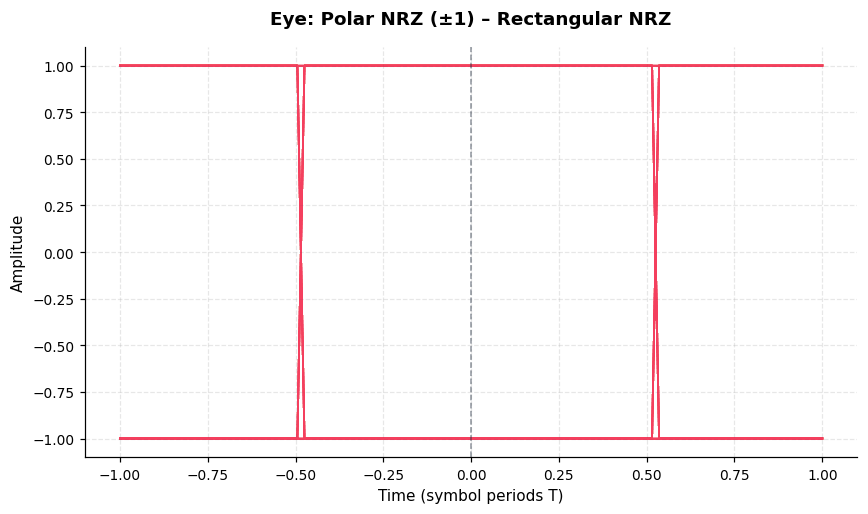 Eye: Polar NRZ (±1) – Rectangular NRZ
1.00
0.75
0.50
0.25
0.00
−0.25
−0.50
−0.75
−1.00
Amplitude
−1.00 −0.75 −0.50 −0.25 0.00 0.25 0.50 0.75 1.00
Time (symbol periods T)